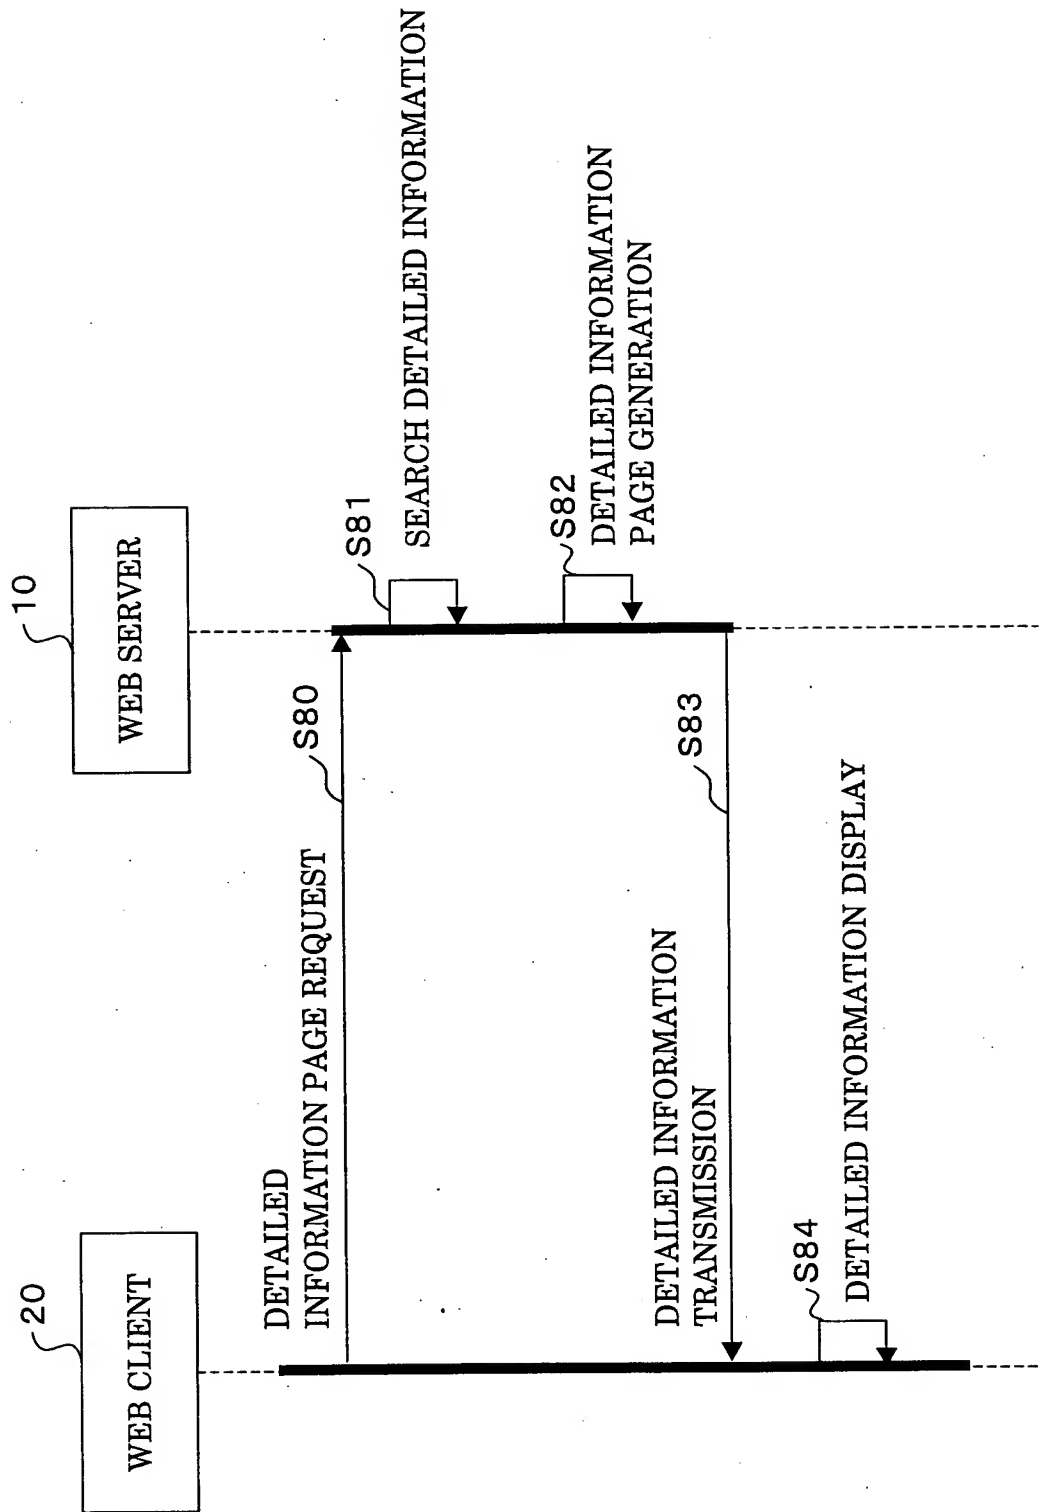 20
WEB CLIENT
10
WEB SERVER
DETAILED
INFORMATION PAGE REQUEST
S80
S81
SEARCH DETAILED INFORMATION
S82
DETAILED INFORMATION
PAGE GENERATION
DETAILED INFORMATION
TRANSMISSION
S83
S84
DETAILED INFORMATION DISPLAY